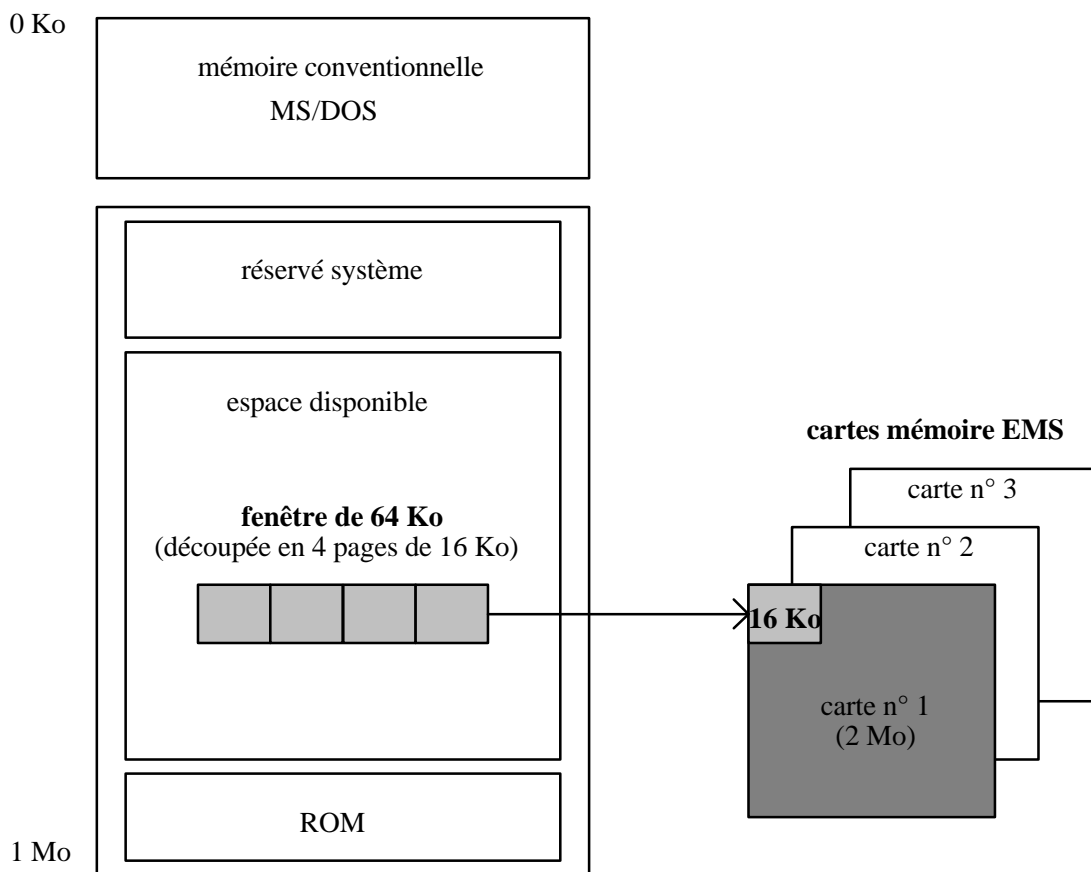 0 Ko
mémoire conventionnelle
MS/DOS
réservé système
espace disponible
fenêtre de 64 Ko
(découpée en 4 pages de 16 Ko)
ROM
1 Mo
cartes mémoire EMS
carte n° 3
carte n° 2
16 Ko
carte n° 1
(2 Mo)